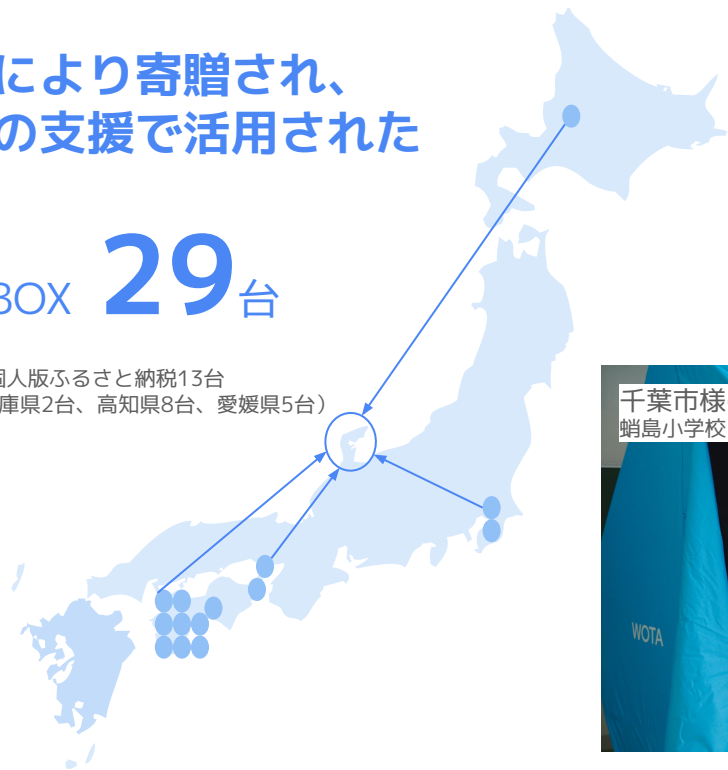 により寄贈され、
の支援で活用された
BOX 29台
個人版ふるさと納税13台
庫県2台、高知県8台、愛媛県5台）
千葉市様
蛸島小学校
WOTA